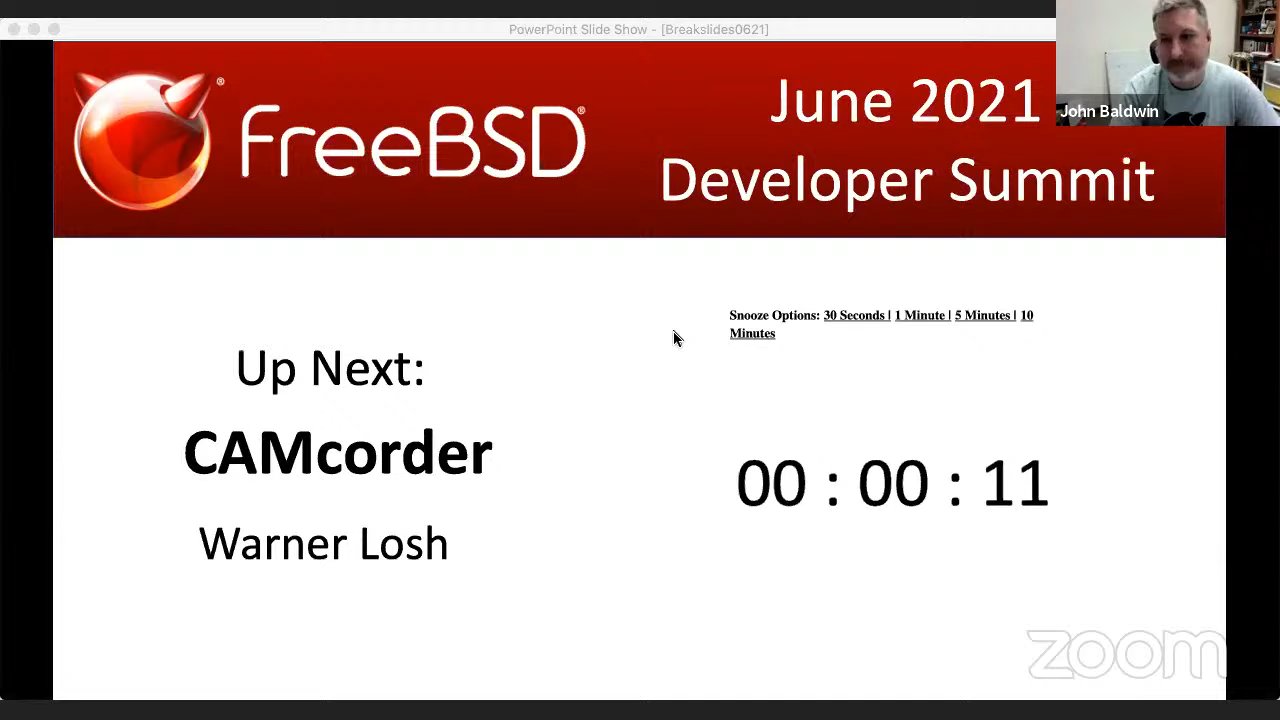 PowerPoint Slide Show - [Breakslides0621]
FreeBSD®
®
June 2021
Developer Summit
John Baldwin
Snooze Options: 30 Seconds | 1 Minute | 5 Minutes | 10
Minutes
Up Next:
CAMcorder
Warner Losh
00 : 00 : 11
zoom